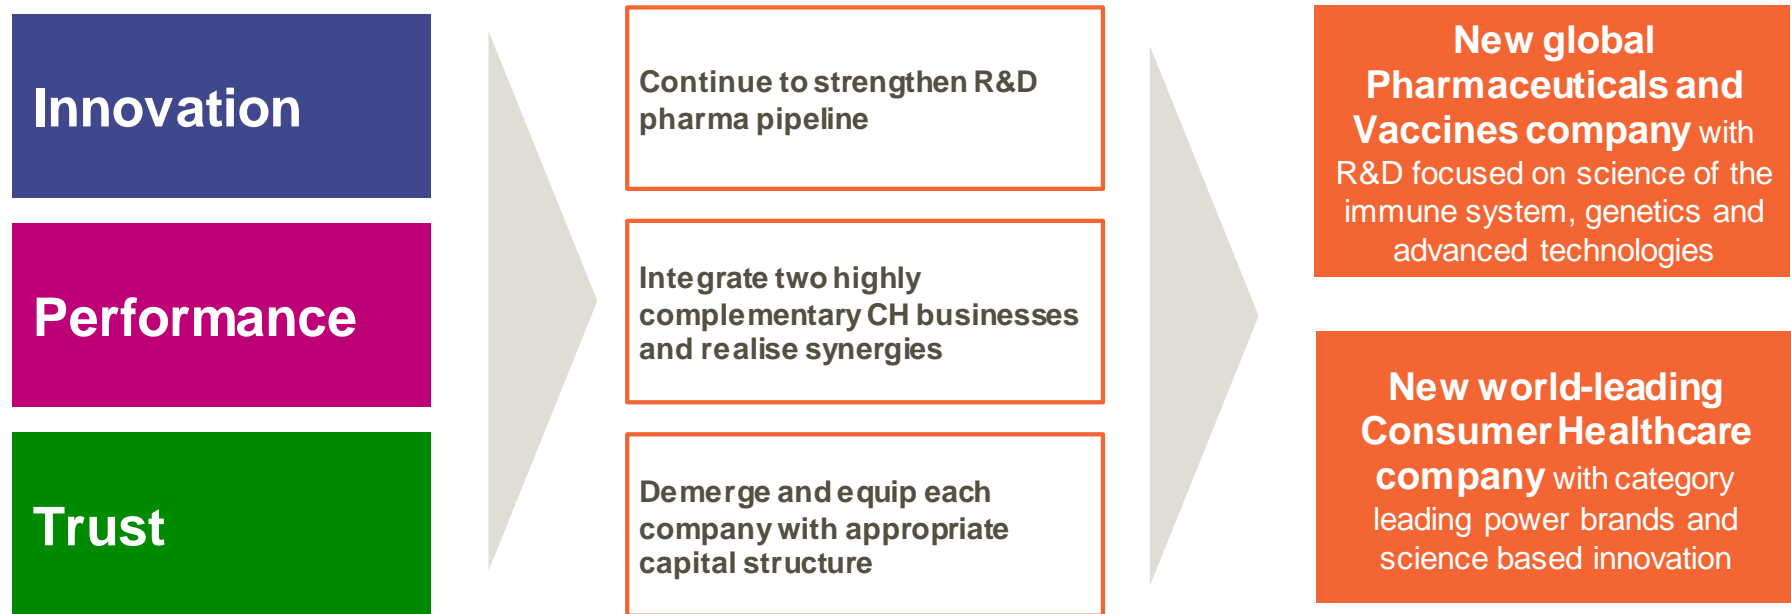 Innovation
Performance
Trust
Continue to strengthen R&D
pharma pipeline
Integrate two highly
complementary CH businesses
and realise synergies
Demerge and equip each
company with appropriate
capital structure
New global
Pharmaceuticals and
Vaccines company with
R&D focused on science of the
immune system, genetics and
advanced technologies
New world-leading
Consumer Healthcare
company with category
leading power brands and
science based innovation